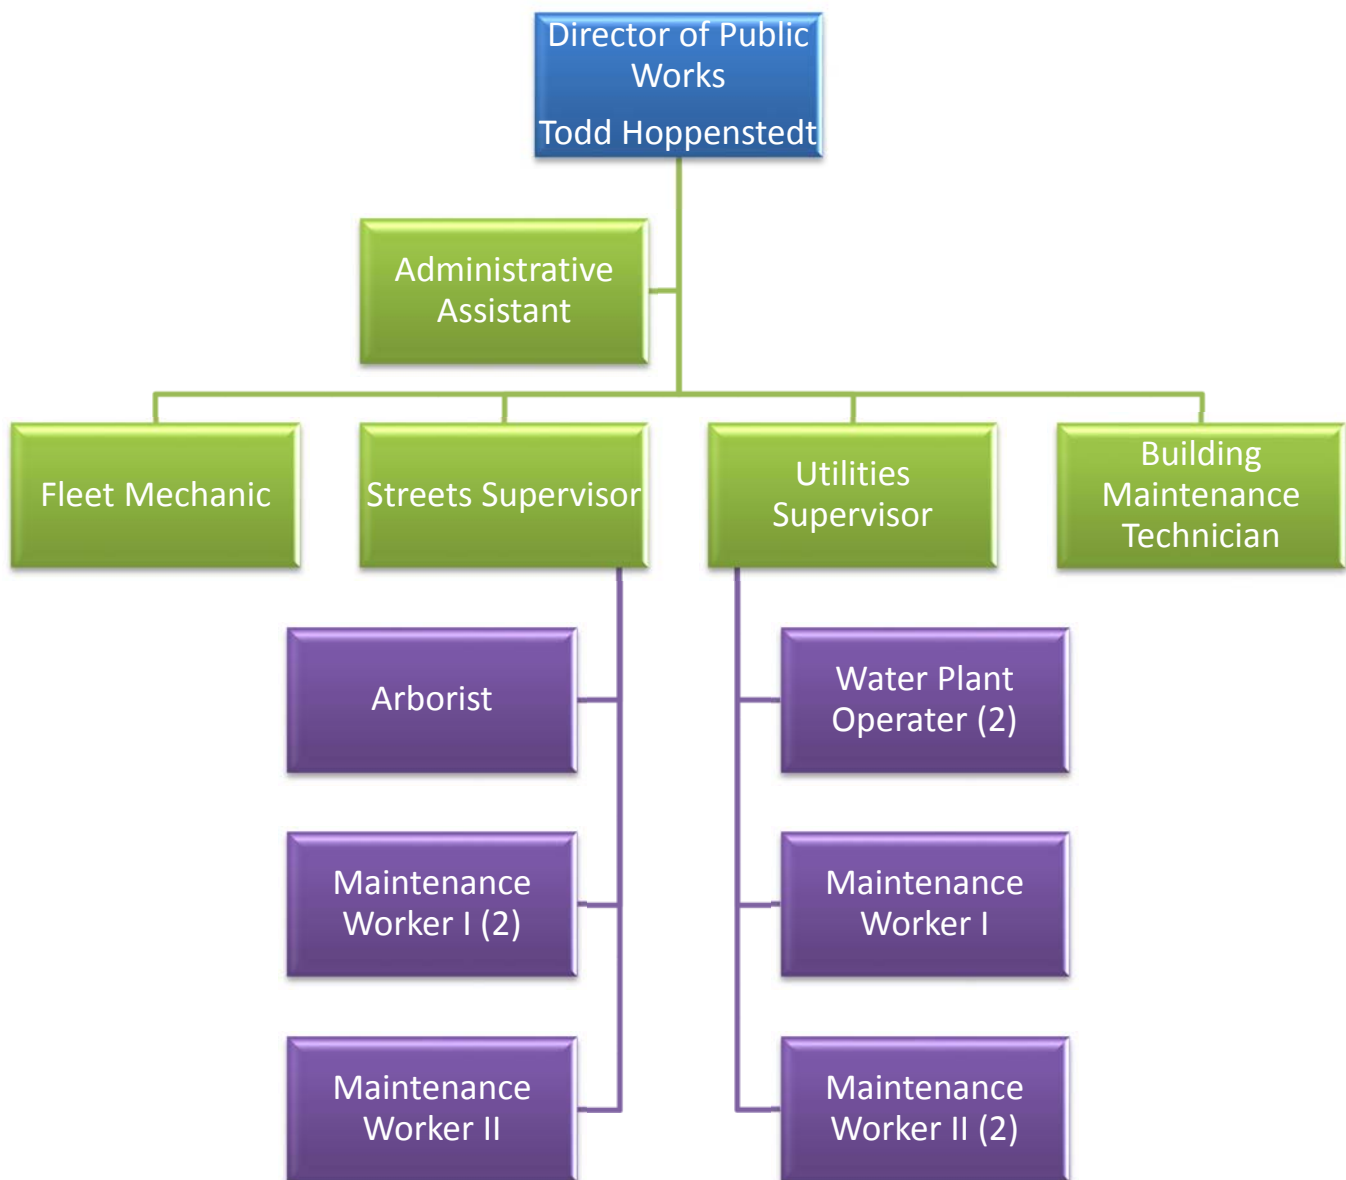 Director of Public
Works
Todd Hoppenstedt
Administrative
Assistant
Fleet Mechanic
Streets Supervisor
Utilities
Supervisor
Building
Maintenance
Technician
Arborist
Water Plant
Operater (2)
Maintenance
Worker I (2)
Maintenance
Worker I
Maintenance
Worker II
Maintenance
Worker II (2)